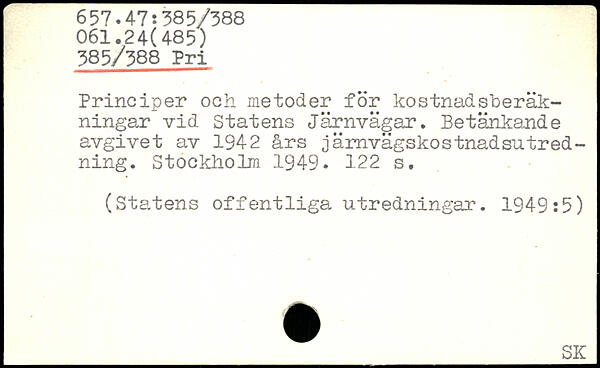 657.47:385/388
061.24(485)
385/388 Pri
Principer och metoder för kostnadsberäk-
ningar vid Statens Järnvägar. Betänkande
avgivet av 1942 års järnvägskostnadsutred-
ning. Stockholm 1949. 122 s.
(Statens offentliga utredningar. 1949:5)
SK